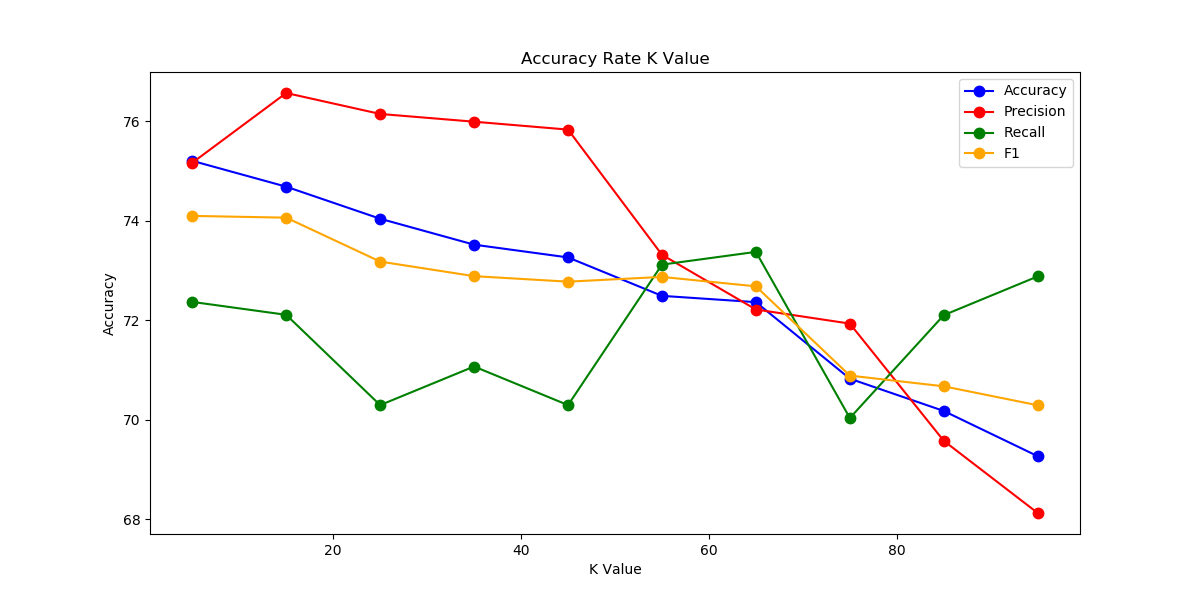 Accuracy Rate K Value
Accuracy
Precision
Recall
F1
76
74
72
70
68
Accuracy
20 40 60 80
K Value